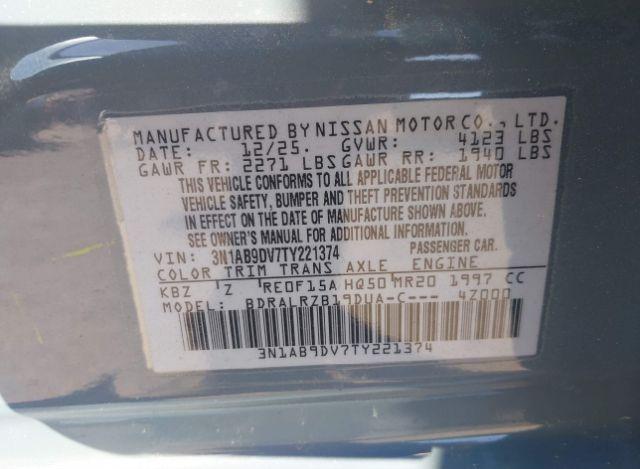 MANUFACTURED BY NISSAN MOTOR CO., LTD.
DATE: 12/25. GVWR: 4123 LBS
GAWR FR: 2271 LBS GAWR RR: 1940 LBS
THIS VEHICLE CONFORMS TO ALL APPLICABLE FEDERAL MOTOR
VEHICLE SAFETY, BUMPER AND THEFT PREVENTION STANDARDS
IN EFFECT ON THE DATE OF MANUFACTURE SHOWN ABOVE.
SEE OWNER'S MANUAL FOR ADDITIONAL INFORMATION.
VIN: 3N1AB9DV7TY221374 PASSENGER CAR.
COLOR TRIM TRANS AXLE ENGINE
KBZ Z RE0F15A HQ50 MR20 1997 CC
MODEL: BDRALRZB19DUA-C--- 4Z000
3N1AB9DV7TY221374